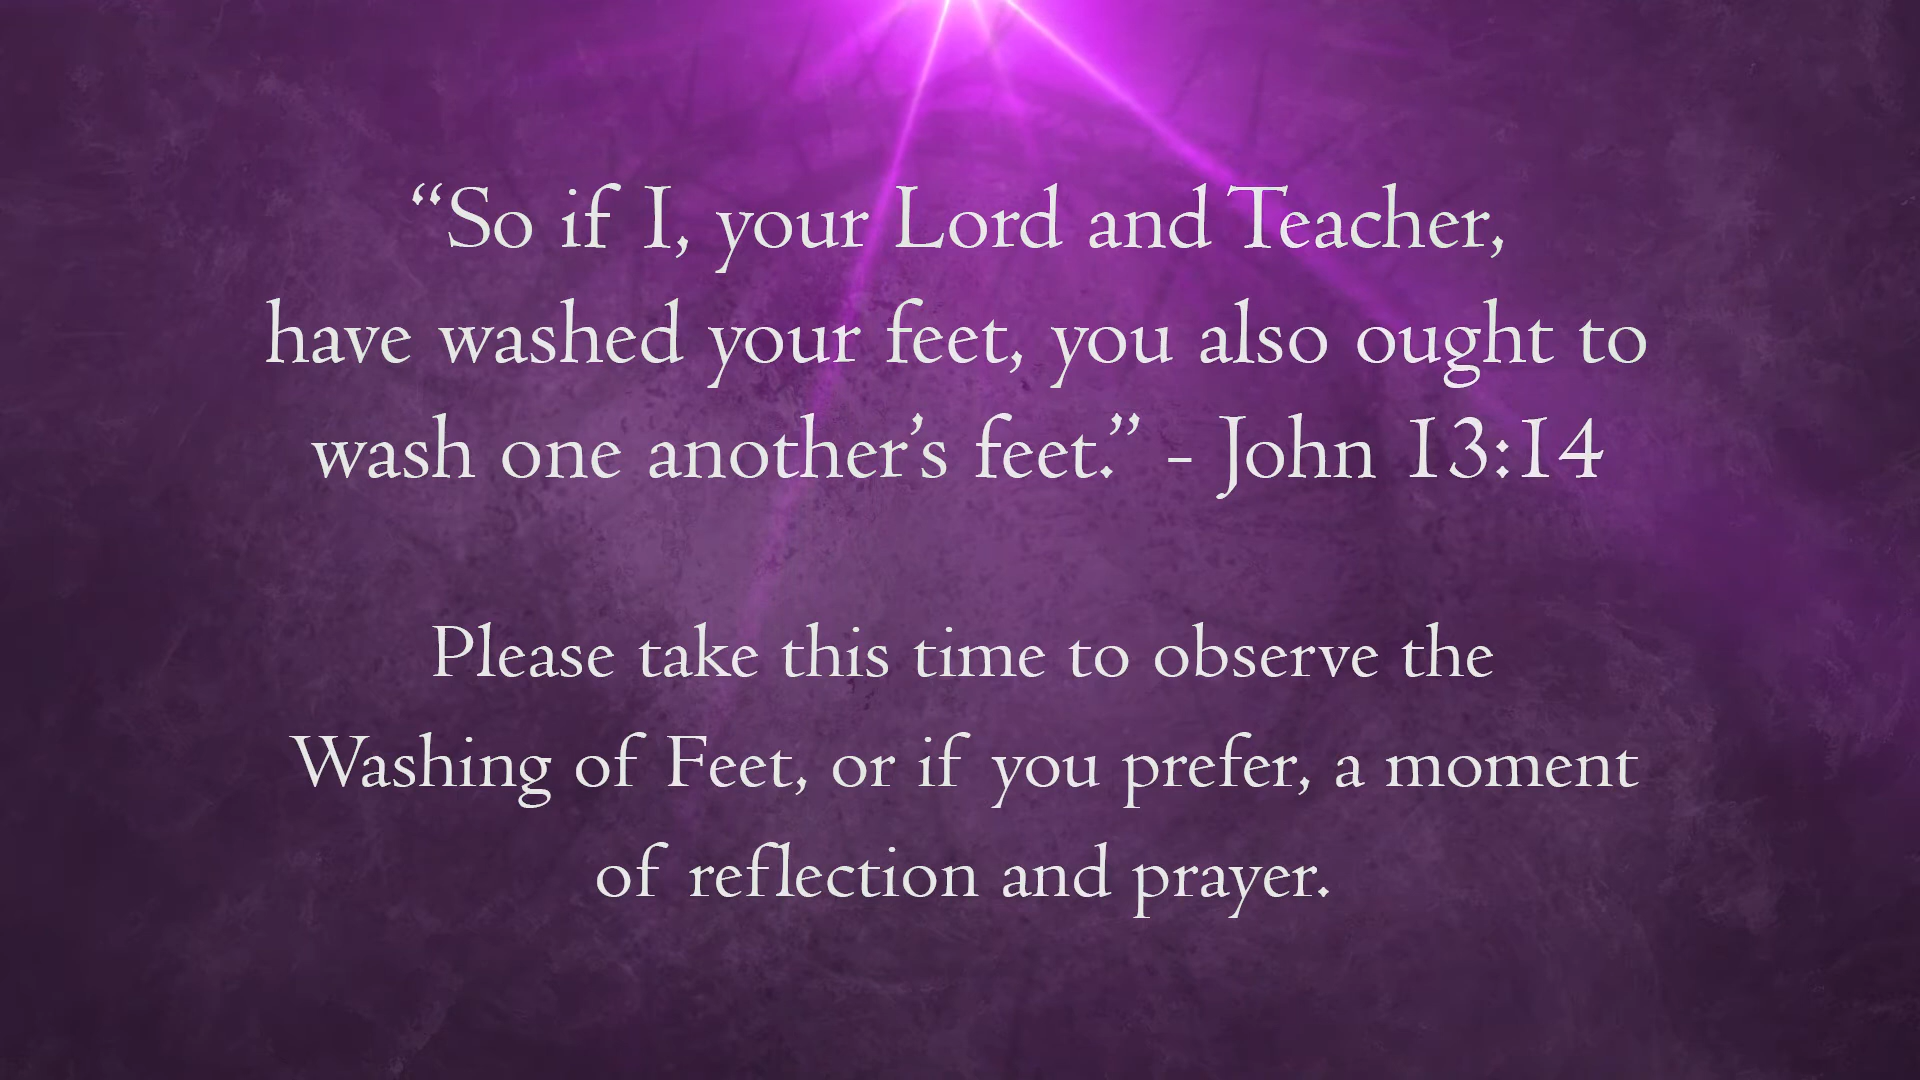 “So if I, your Lord and Teacher,
have washed your feet, you also ought to
wash one another’s feet.” - John 13:14
Please take this time to observe the
Washing of Feet, or if you prefer, a moment
of reflection and prayer.